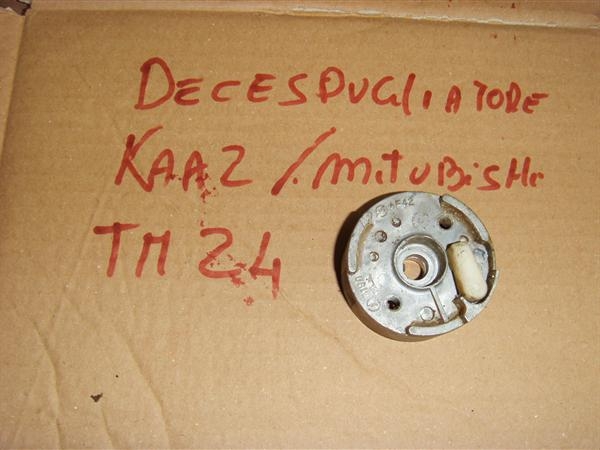 DECESPUGLIATORE
KAAZ / MITUBISHI
TM 24